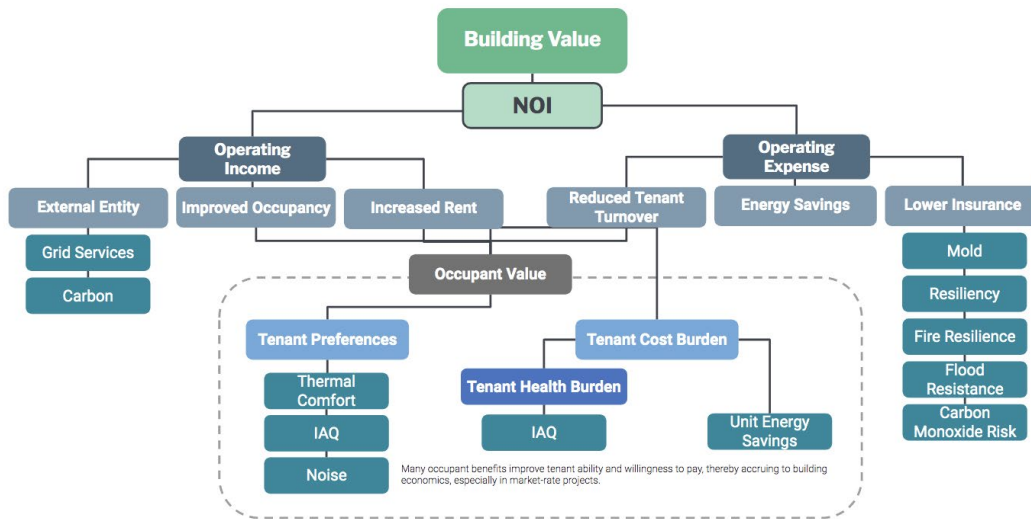 Building Value
NOI
Operating
Income
Operating
Expense
External Entity
Improved Occupancy
Increased Rent
Reduced Tenant
Turnover
Energy Savings
Lower Insurance
Grid Services
Carbon
Occupant Value
Mold
Resiliency
Fire Resilience
Flood
Resistance
Carbon
Monoxide Risk
Tenant Preferences
Thermal
Comfort
IAQ
Noise
Tenant Cost Burden
Tenant Health Burden
IAQ
Unit Energy
Savings
Many occupant benefits improve tenant ability and willingness to pay, thereby accruing to building
economics, especially in market-rate projects.